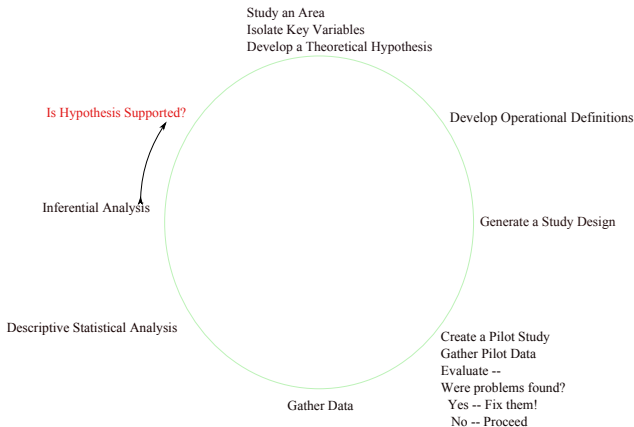 Study an Area
Isolate Key Variables
Develop a Theoretical Hypothesis
Is Hypothesis Supported?
Develop Operational Definitions
Inferential Analysis
Generate a Study Design
Descriptive Statistical Analysis
Create a Pilot Study
Gather Pilot Data
Evaluate --
Were problems found?
Yes -- Fix them!
No -- Proceed
Gather Data